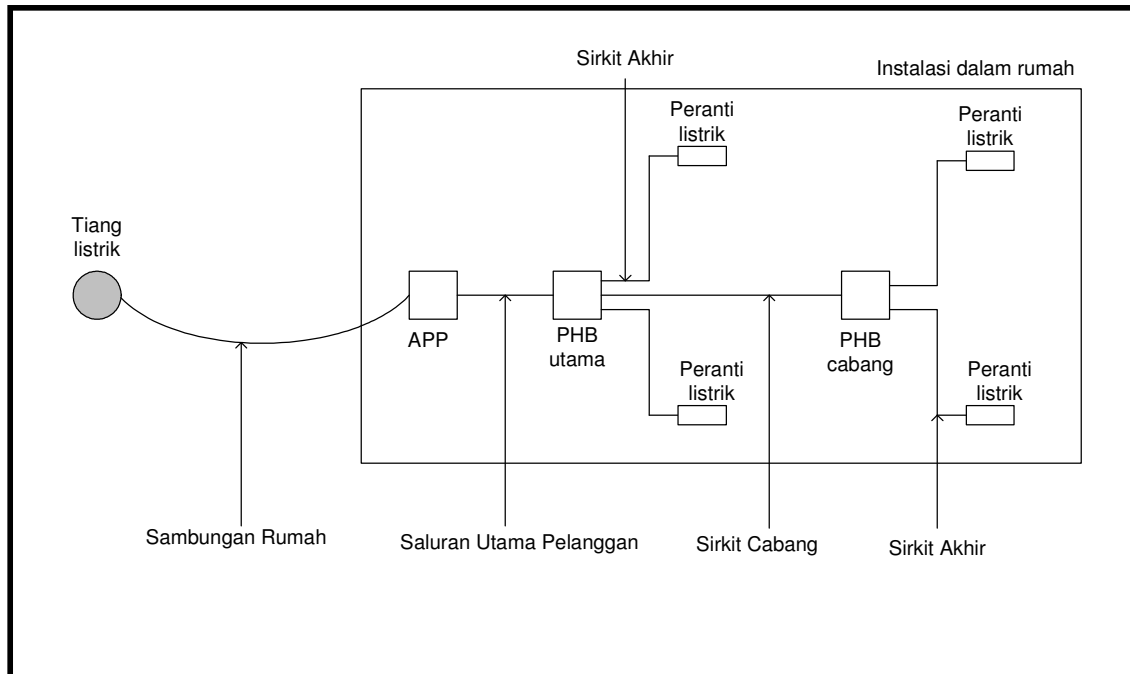 Sirkit Akhir
Instalasi dalam rumah
Peranti
listrik
Peranti
listrik
Tiang
listrik
APP
PHB
utama
PHB
cabang
Peranti
listrik
Peranti
listrik
Sambungan Rumah
Saluran Utama Pelanggan
Sirkit Cabang
Sirkit Akhir